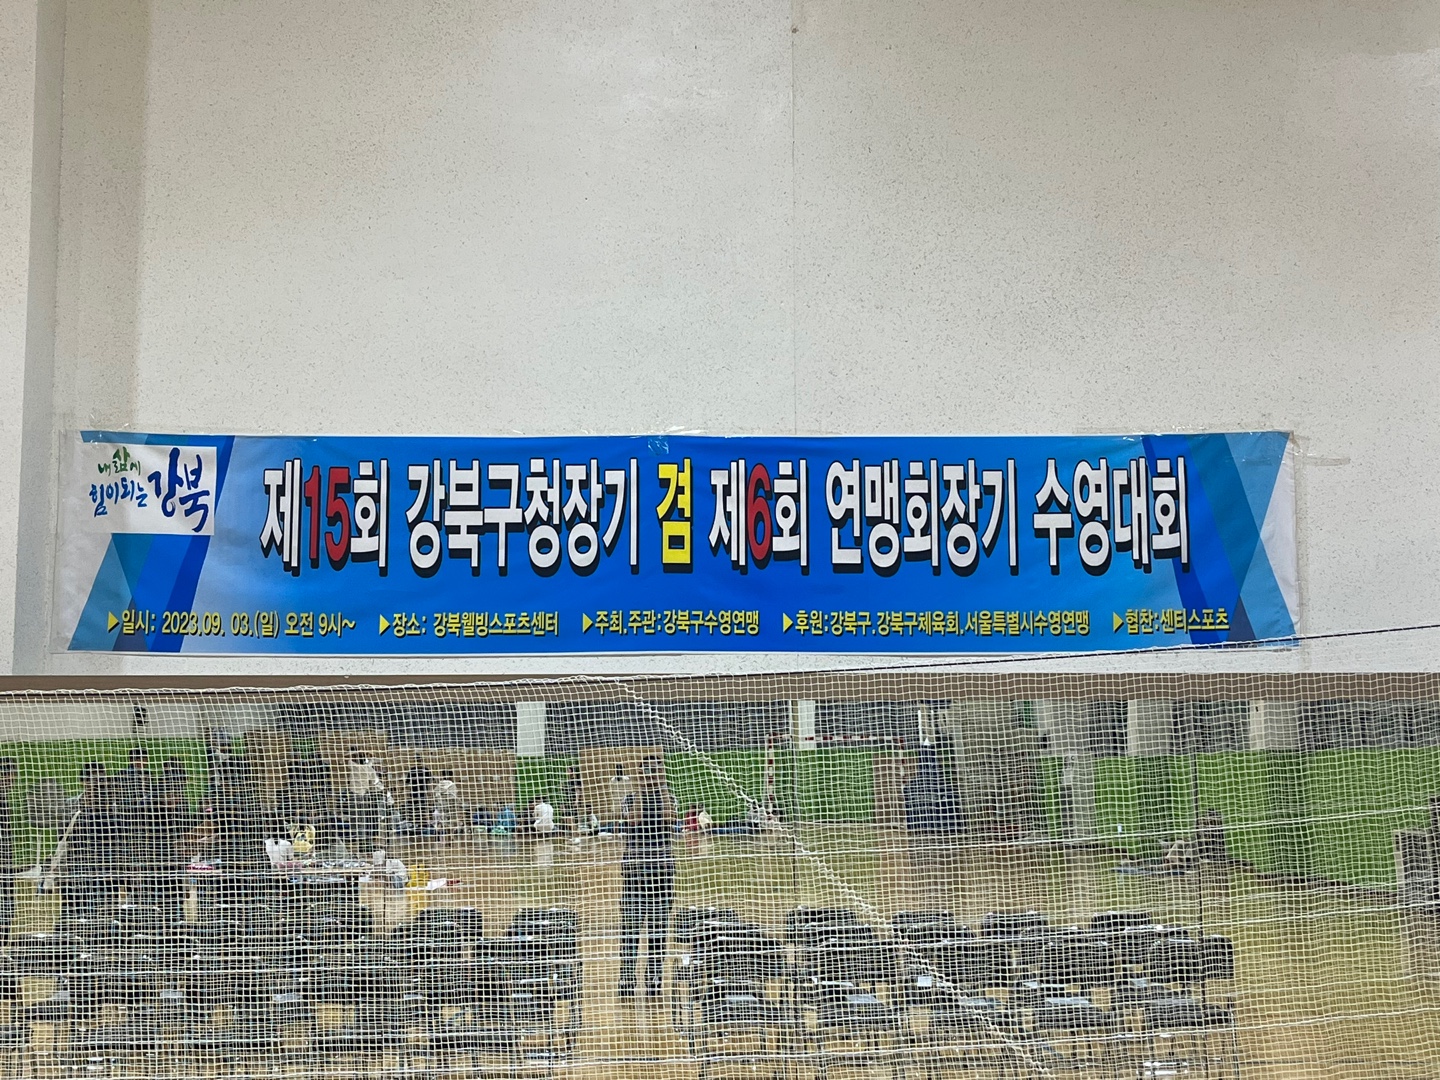 내 삶에
힘이 되는 강북
제15회 강북구청장기 겸 제6회 연맹회장기 수영대회
▶일시: 2023.09. 03.(일) 오전 9시~ ▶장소: 강북웰빙스포츠센터 ▶주최.주관:강북구수영연맹 ▶후원:강북구.강북구체육회.서울특별시수영연맹 ▶협찬:센티스포츠